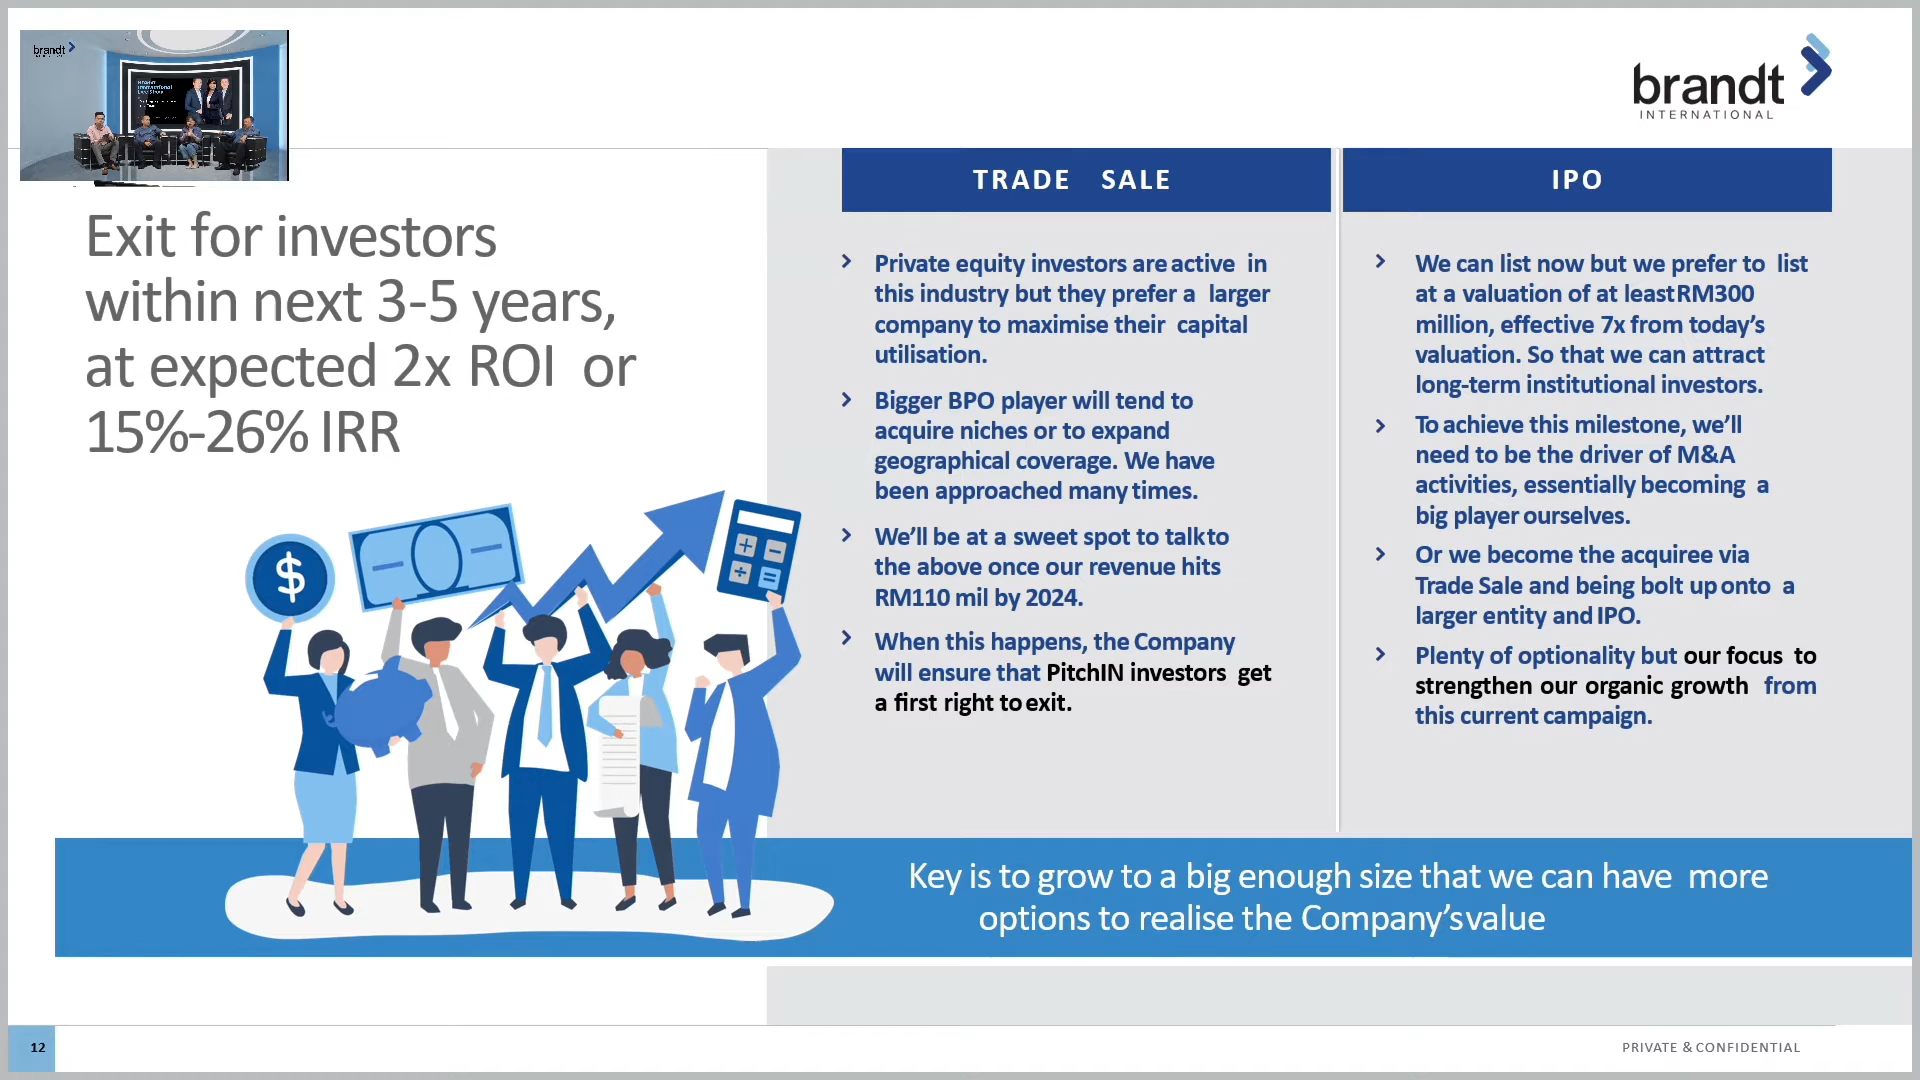 brandt
brandt
INTERNATIONAL
TRADE SALE
IPO
Exit for investors
within next 3-5 years,
at expected 2x ROI or
15%-26% IRR
Private equity investors are active in
this industry but they prefer a larger
company to maximise their capital
utilisation.
Bigger BPO player will tend to
acquire niches or to expand
geographical coverage. We have
been approached many times.
We’ll be at a sweet spot to talk to
the above once our revenue hits
RM110 mil by 2024.
When this happens, the Company
will ensure that PitchIN investors get
a first right to exit.
We can list now but we prefer to list
at a valuation of at least RM300
million, effective 7x from today’s
valuation. So that we can attract
long-term institutional investors.
To achieve this milestone, we’ll
need to be the driver of M&A
activities, essentially becoming a
big player ourselves.
Or we become the acquiree via
Trade Sale and being bolt up onto a
larger entity and IPO.
Plenty of optionality but our focus to
strengthen our organic growth from
this current campaign.
Key is to grow to a big enough size that we can have more
options to realise the Company’s value
12
PRIVATE & CONFIDENTIAL